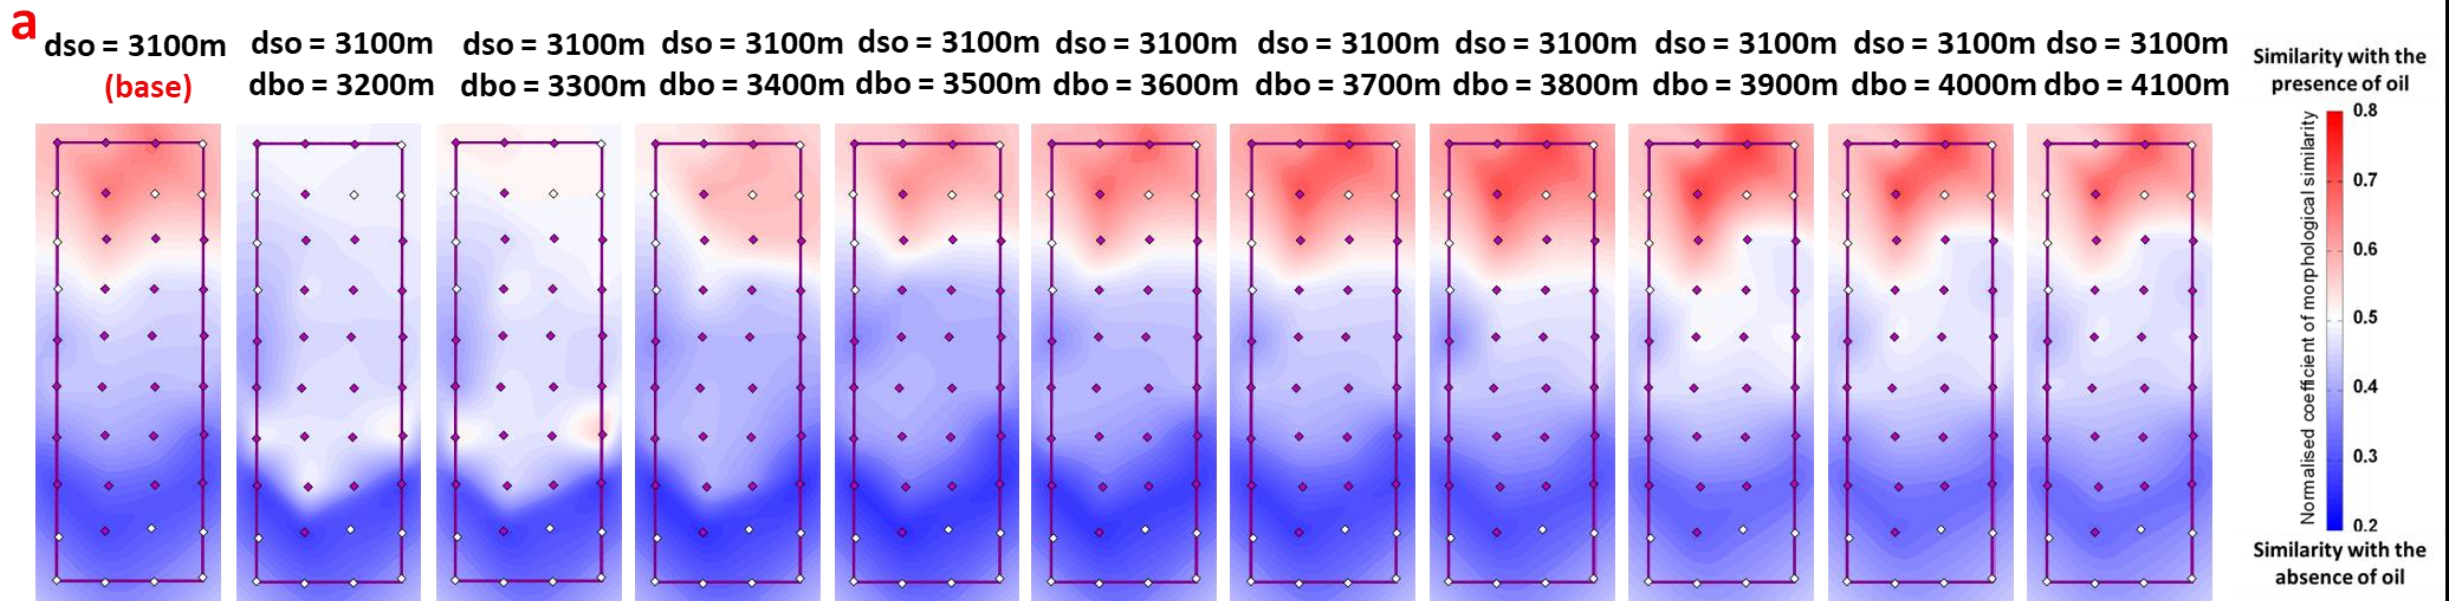 a
dso = 3100m
(base)
dso = 3100m
dbo = 3200m
dso = 3100m
dbo = 3300m
dso = 3100m
dbo = 3400m
dso = 3100m
dbo = 3500m
dso = 3100m
dbo = 3600m
dso = 3100m
dbo = 3700m
dso = 3100m
dbo = 3800m
dso = 3100m
dbo = 3900m
dso = 3100m
dbo = 4000m
dso = 3100m
dbo = 4100m
Similarity with the
presence of oil
Normalised coefficient of morphological similarity
0.8
0.7
0.6
0.5
0.4
0.3
0.2
Similarity with the
absence of oil